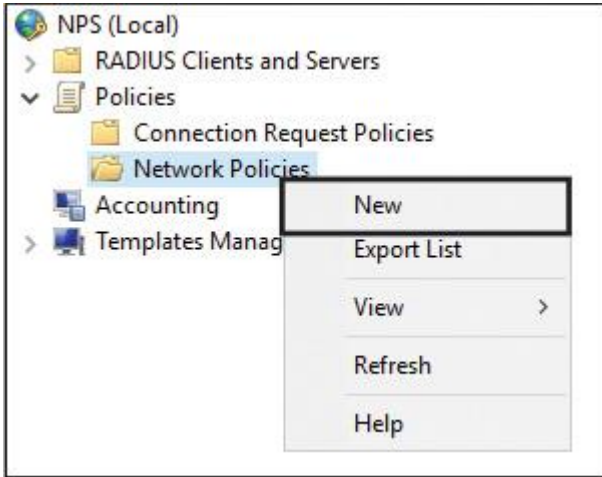 NPS (Local)
RADIUS Clients and Servers
Policies
Connection Request Policies
Network Policies
Accounting
Templates Manag
New
Export List
View
Refresh
Help